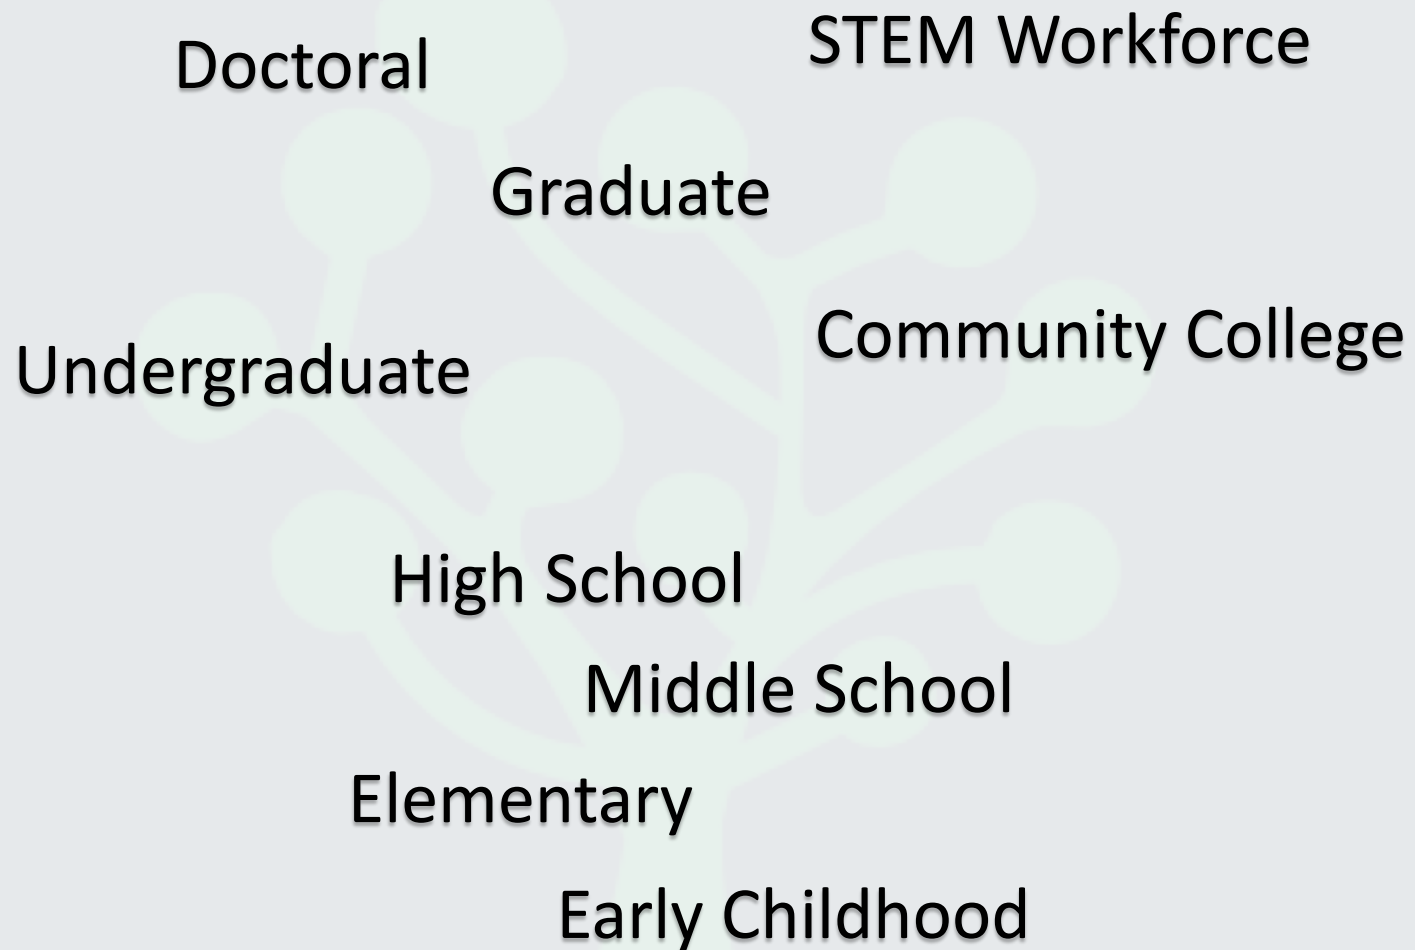 STEM Workforce
Doctoral
Graduate
Community College
Undergraduate
High School
Middle School
Elementary
Early Childhood